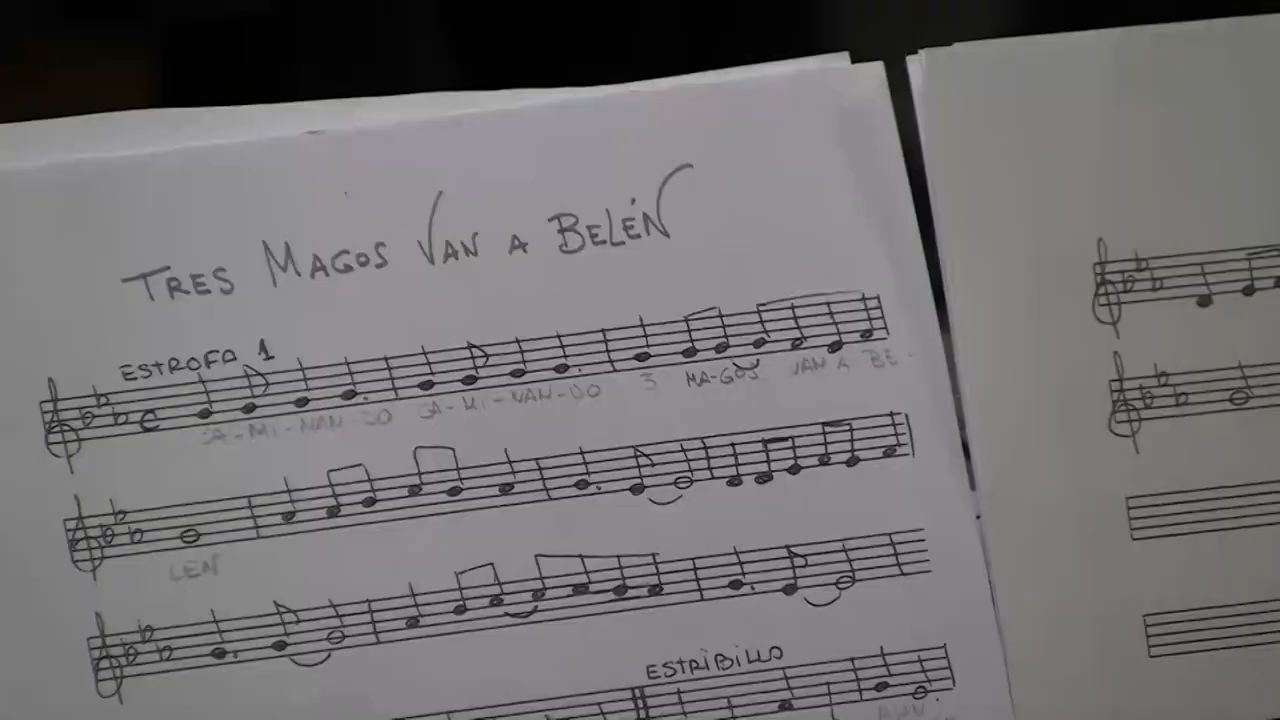 TRES MAGOS VAN A BELÉN
ESTROFA 1
CA-MI-NAN-DO CA-MI-NAN-DO 3 MA-GOS VAN A BE-
LEN
ESTRIBILLO